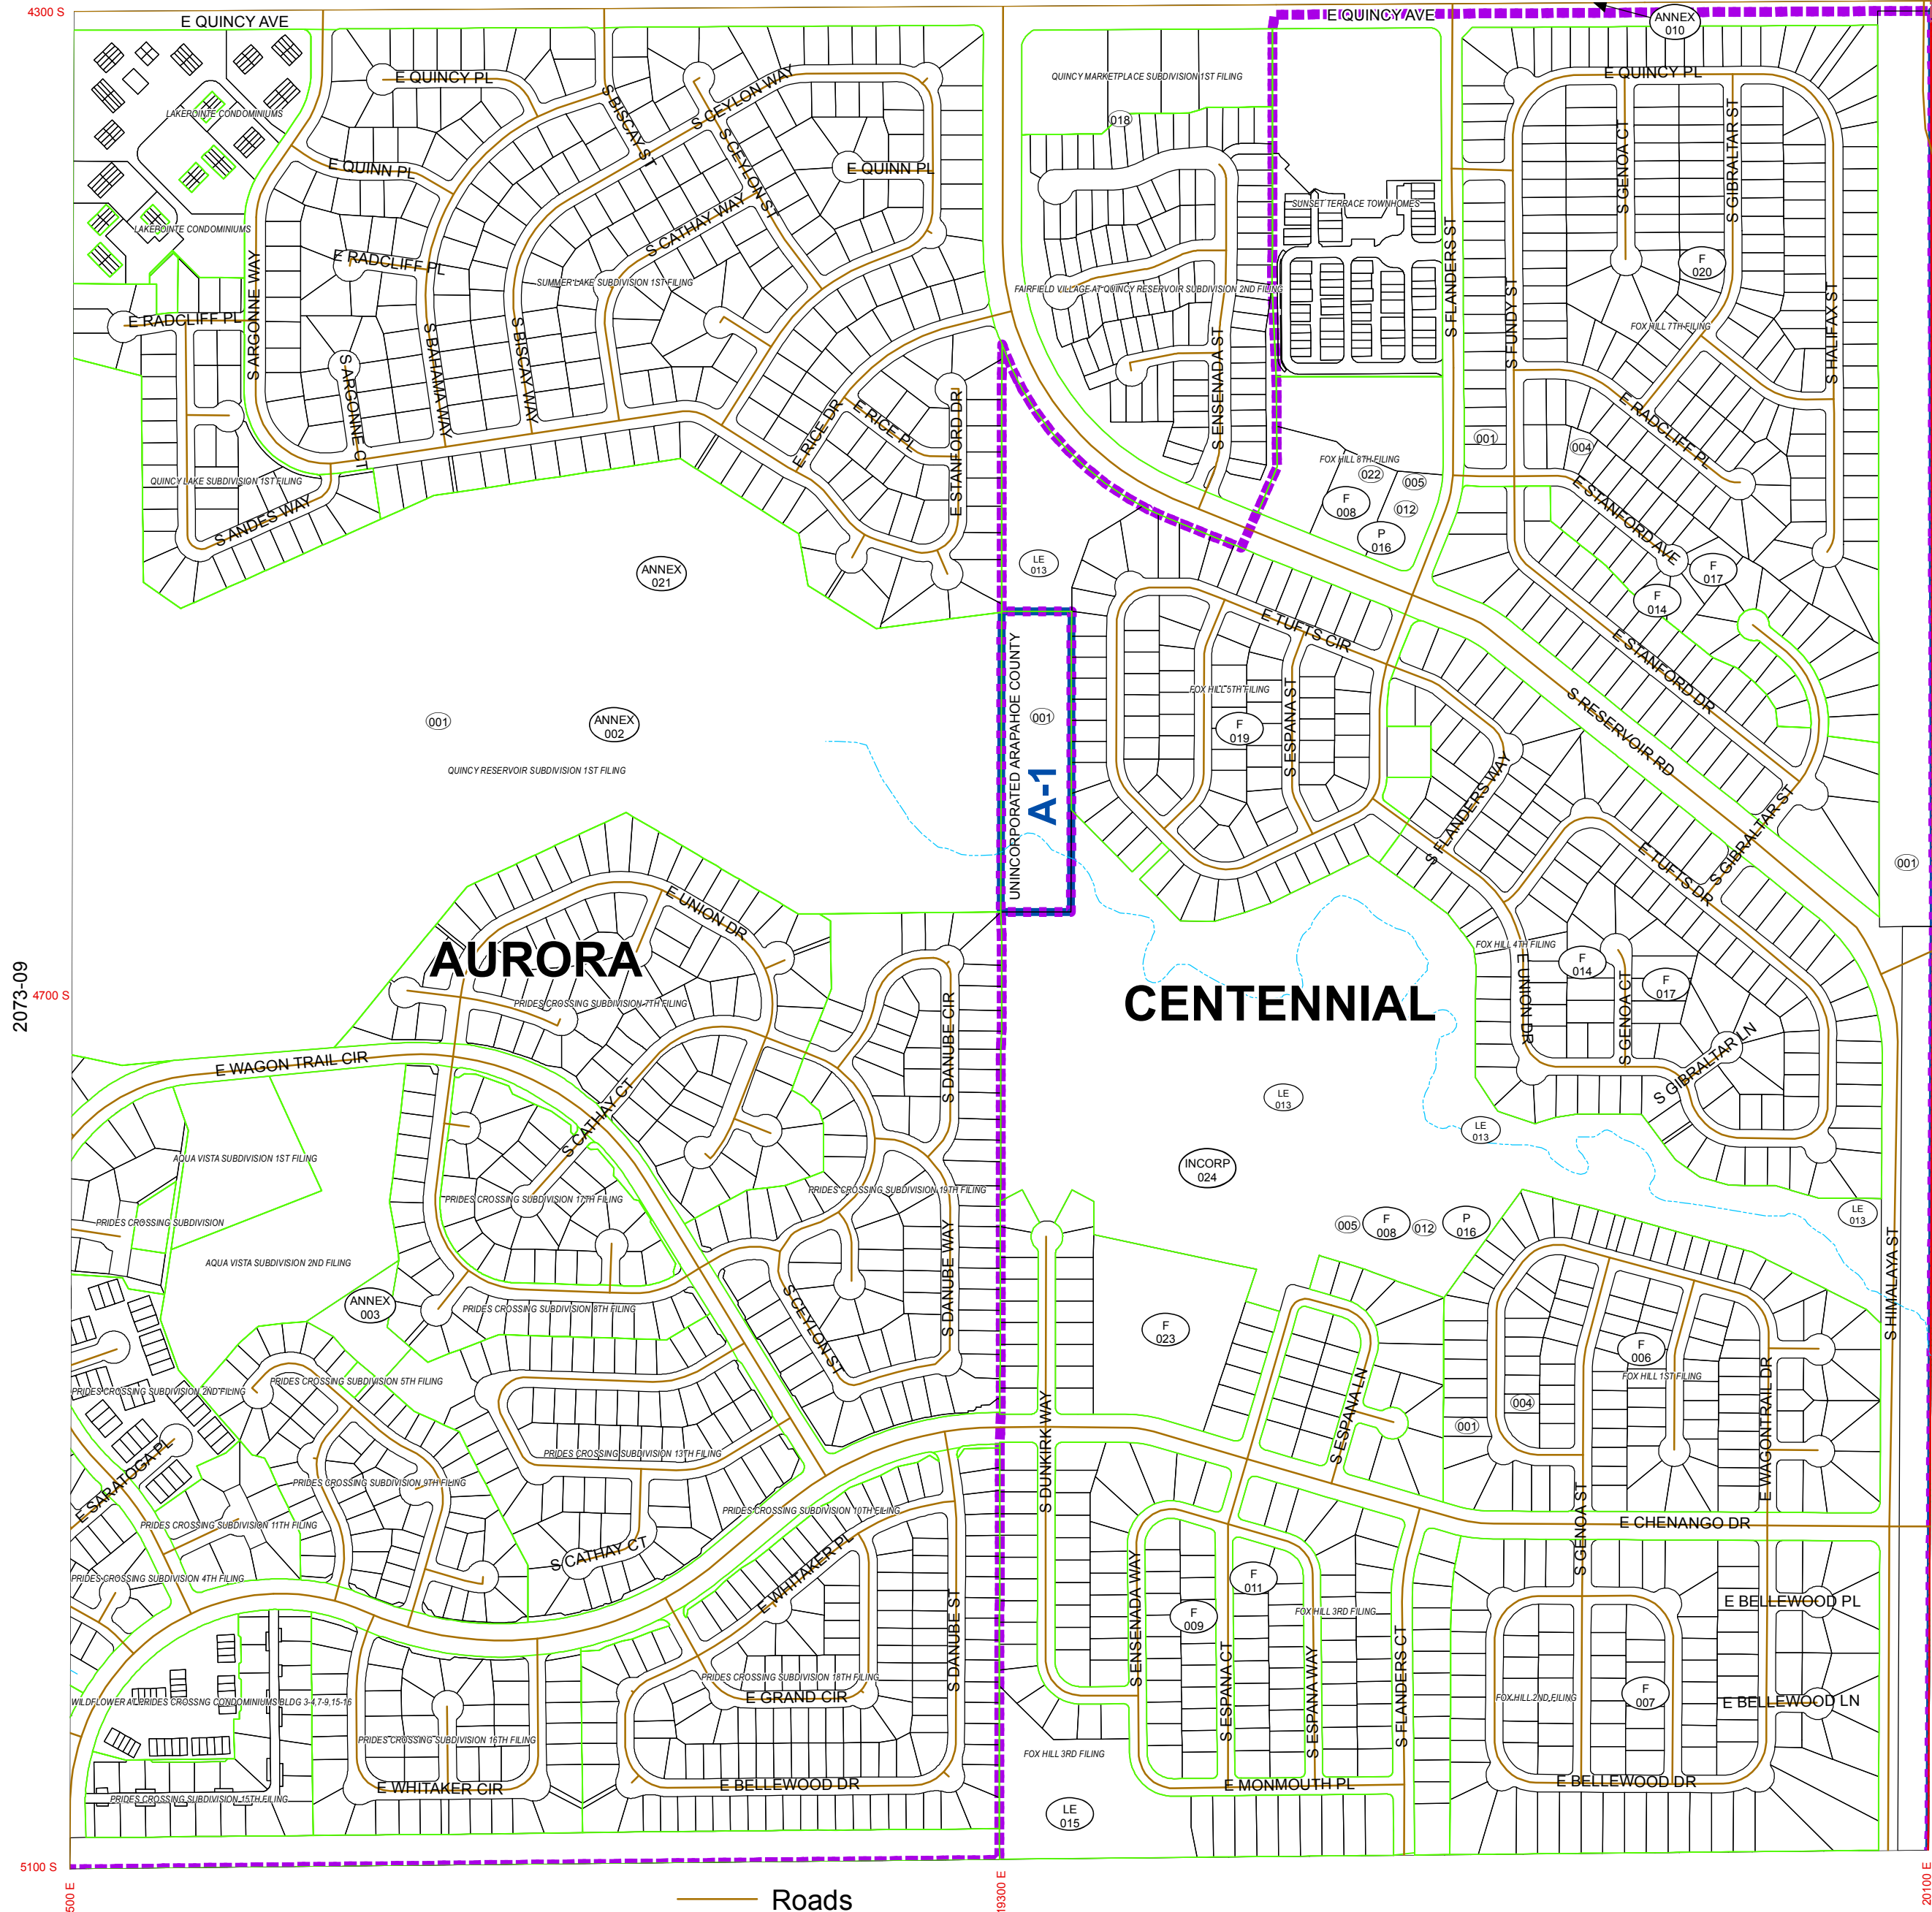 4300 S
E QUINCY AVE
E QUINCY AVE
ANNEX
010
E QUINCY PL
S BISCAY ST
S CEYLON WAY
QUINCY MARKETPLACE SUBDIVISION 1ST FILING
E QUINCY PL
LAKEPOINTE CONDOMINIUMS
018
S CEYLON ST
S GENOA CT
S GIBRALTAR ST
E QUINN PL
E QUINN PL
LAKEPOINTE CONDOMINIUMS
S CATHAY WAY
SUNSET TERRACE TOWNHOMES
S FLANDERS ST
E RADCLIFF PL
SUMMER LAKE SUBDIVISION 1ST FILING
FAIRFIELD VILLAGE AT QUINCY RESERVOIR SUBDIVISION 2ND FILING
F
020
E RADCLIFF PL
S ARGONNE WAY
S ARGONNE CT
S BAHAMA WAY
S BISCAY WAY
S ENSENADA ST
S FUNDY ST
FOX HILL 7TH FILING
S HALIFAX ST
E RICE DR
E RICE PL
E STANFORD DR
E RADCLIFF PL
001
004
QUINCY LAKE SUBDIVISION 1ST FILING
S ANDES WAY
FOX HILL 8TH FILING
022
005
F
008
012
P
016
E STANFORD AVE
ANNEX
021
LE
013
F
017
F
014
E TUFTS CIR
E STANFORD DR
UNINCORPORATED ARAPAHOE COUNTY
FOX HILL 5TH FILING
001
ANNEX
002
001
F
019
S ESPANA ST
S RESERVOIR RD
QUINCY RESERVOIR SUBDIVISION 1ST FILING
A-1
S FLANDERS WAY
S GIBRALTAR ST
E TUFTS DR
001
E UNION DR
AURORA
FOX HILL 4TH FILING
F
014
F
017
2073-09
4700 S
PRIDES CROSSING SUBDIVISION 7TH FILING
CENTENNIAL
E UNION DR
S GENOA CT
S DANUBE CIR
E WAGON TRAIL CIR
S CATHAY CT
S GIBRALTAR LN
LE
013
LE
013
AQUA VISTA SUBDIVISION 1ST FILING
INCORP
024
PRIDES CROSSING SUBDIVISION 17TH FILING
PRIDES CROSSING SUBDIVISION 19TH FILING
PRIDES CROSSING SUBDIVISION
005
F
008
012
P
016
LE
013
AQUA VISTA SUBDIVISION 2ND FILING
S DANUBE WAY
S HIMALAYA ST
ANNEX
003
PRIDES CROSSING SUBDIVISION 8TH FILING
S CEYLON ST
F
023
F
006
FOX HILL 1ST FILING
PRIDES CROSSING SUBDIVISION 5TH FILING
PRIDES CROSSING SUBDIVISION 2ND FILING
S DUNKIRK WAY
S ESPANA LN
001
004
E WAGONTRAIL DR
PRIDES CROSSING SUBDIVISION 13TH FILING
E SARATOGA PL
PRIDES CROSSING SUBDIVISION 9TH FILING
PRIDES CROSSING SUBDIVISION 10TH FILING
PRIDES CROSSING SUBDIVISION 11TH FILING
S GENOA ST
E CHENANGO DR
S CATHAY CT
E WHITAKER PL
PRIDES CROSSING SUBDIVISION 4TH FILING
S ENSENADA WAY
F
011
F
009
FOX HILL 3RD FILING
E BELLEWOOD PL
S DANUBE ST
PRIDES CROSSING SUBDIVISION 18TH FILING
E GRAND CIR
WILDFLOWER AT PRIDES CROSSNG CONDOMINIUMS BLDG 3-4,7-9,15-16
S ESPANA CT
S ESPANA WAY
S FLANDERS CT
FOX HILL 2ND FILING
F
007
E BELLEWOOD LN
PRIDES CROSSING SUBDIVISION 16TH FILING
FOX HILL 3RD FILING
E WHITAKER CIR
E BELLEWOOD DR
E MONMOUTH PL
E BELLEWOOD DR
PRIDES CROSSING SUBDIVISION 15TH FILING
LE
015
5100 S
500 E
19300 E
20100 E
Roads